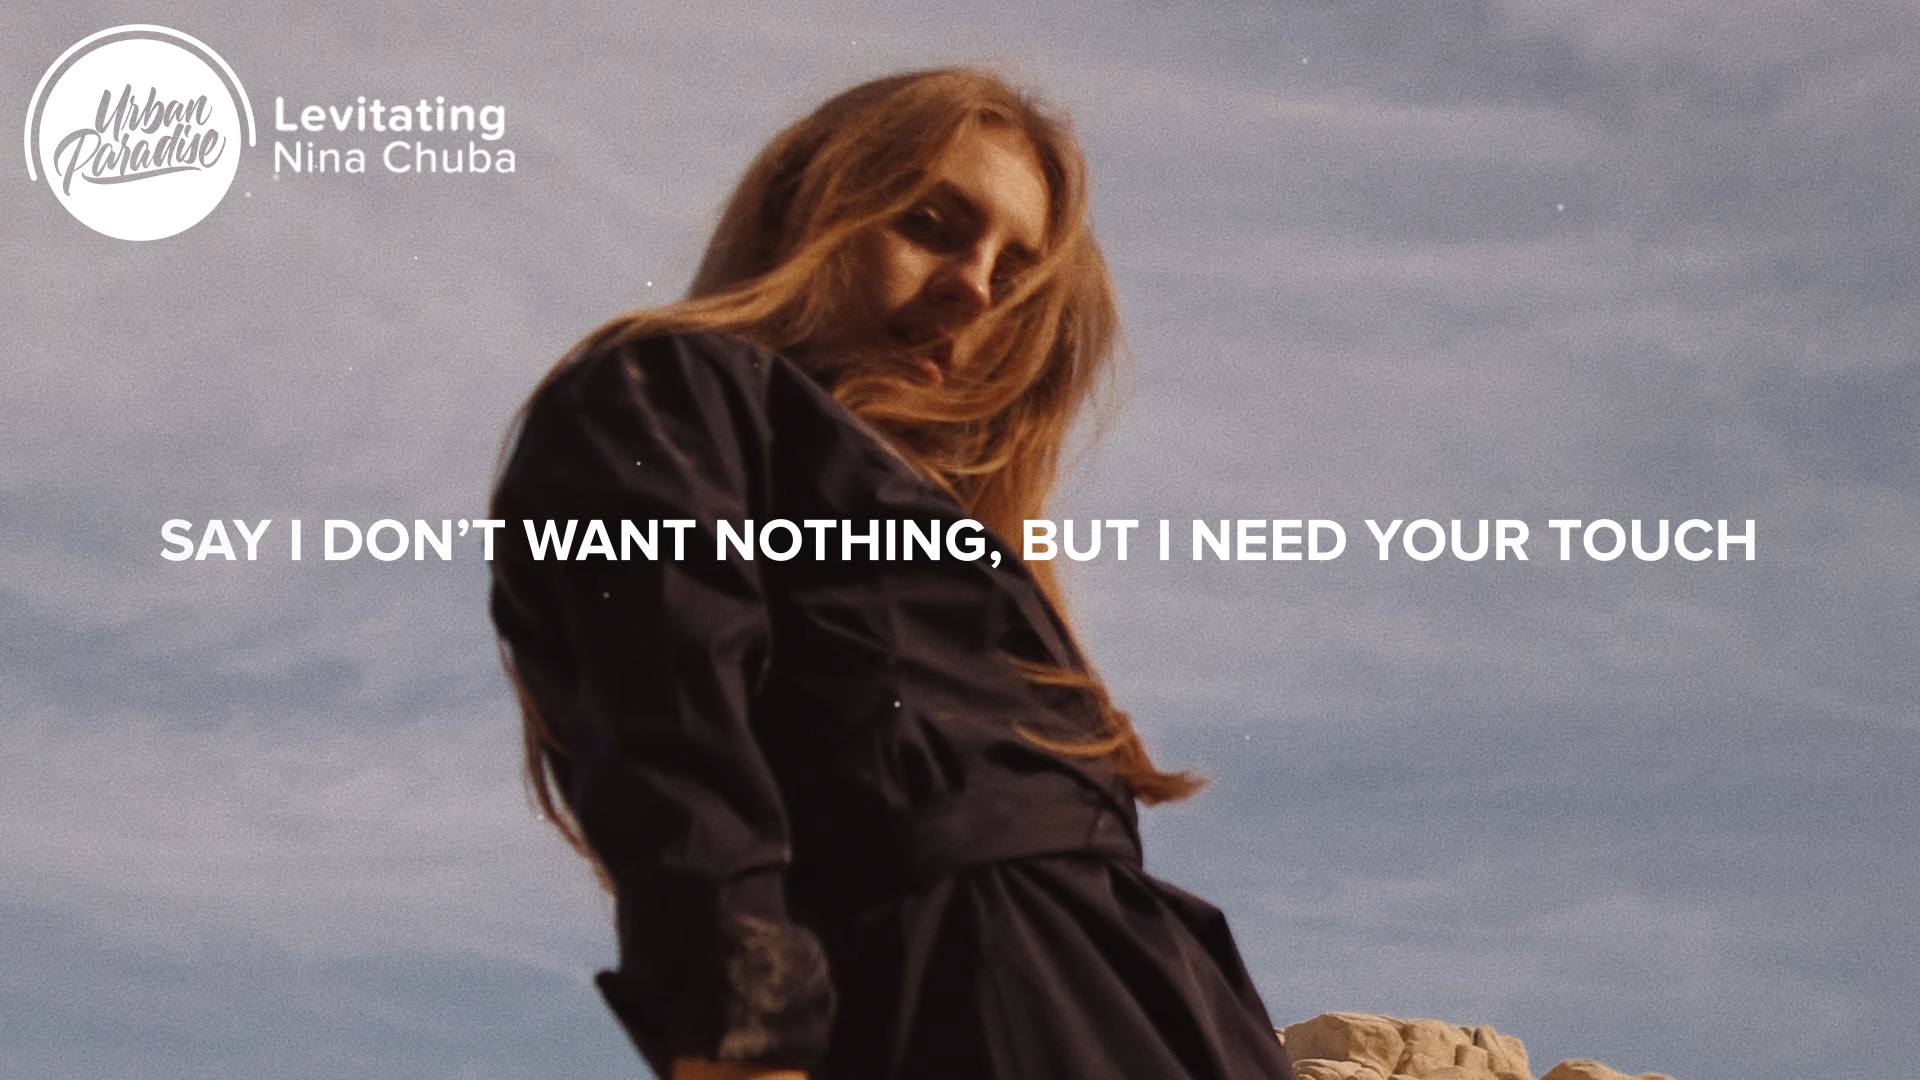 Urban
Paradise
Levitating
Nina Chuba
SAY I DON’T WANT NOTHING, BUT I NEED YOUR TOUCH